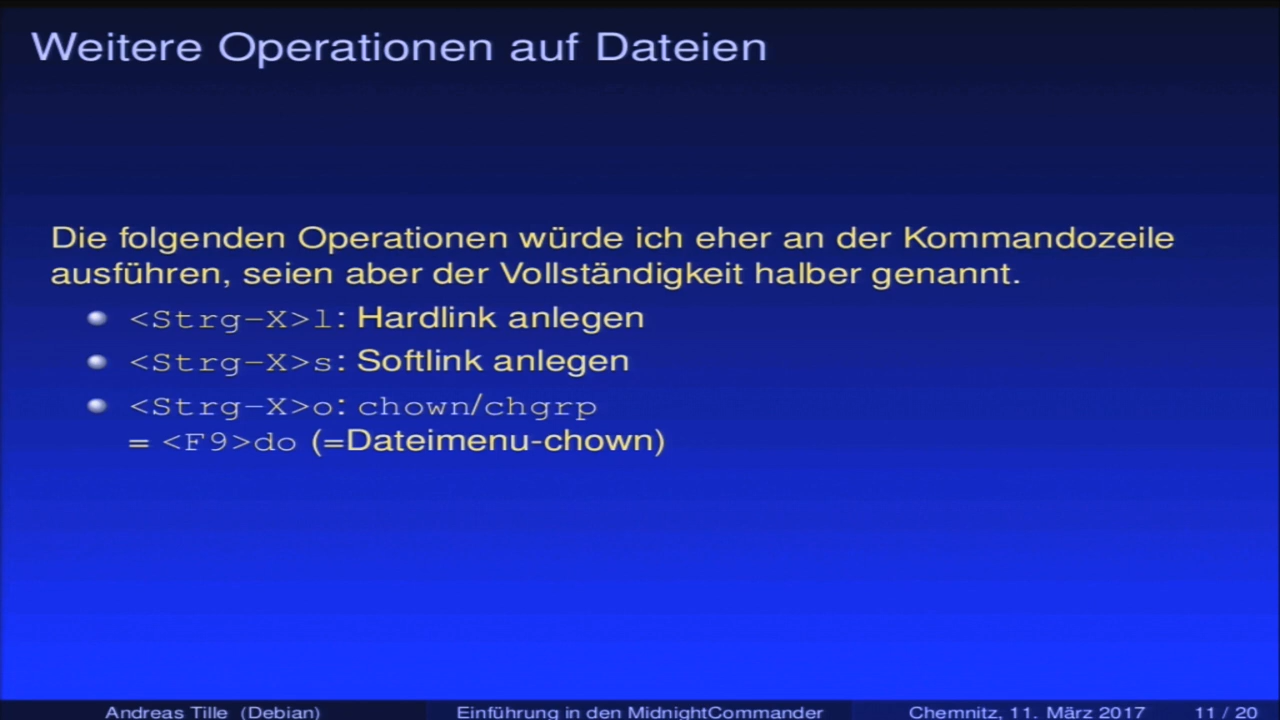 Weitere Operationen auf Dateien
Die folgenden Operationen würde ich eher an der Kommandozeile
ausführen, seien aber der Vollständigkeit halber genannt.
<Strg-X>l: Hardlink anlegen
<Strg-X>s: Softlink anlegen
<Strg-X>o: chown/chgrp
= <F9>do (=Dateimenu-chown)
Andreas Tille (Debian) Einführung in den MidnightCommander Chemnitz, 11. März 2017 11 / 20